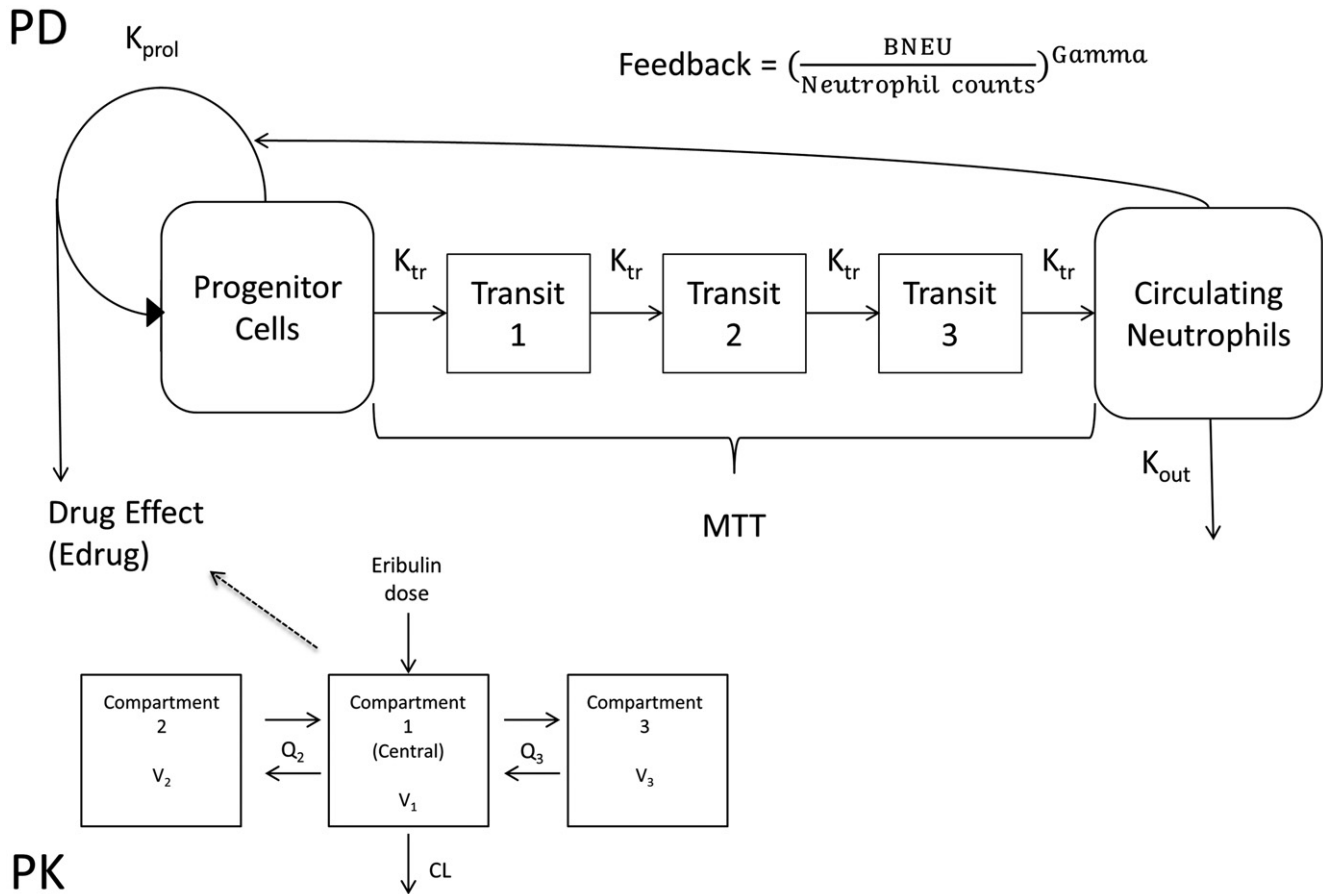 PD
K_prol
Feedback = (BNEU / Neutrophil counts)^Gamma
Progenitor
Cells
K_tr
Transit
1
K_tr
Transit
2
K_tr
Transit
3
K_tr
Circulating
Neutrophils
K_out
MTT
Drug Effect
(Edrug)
Eribulin
dose
Compartment
2
V_2
Q_2
Compartment
1
(Central)
V_1
Q_3
Compartment
3
V_3
CL
PK